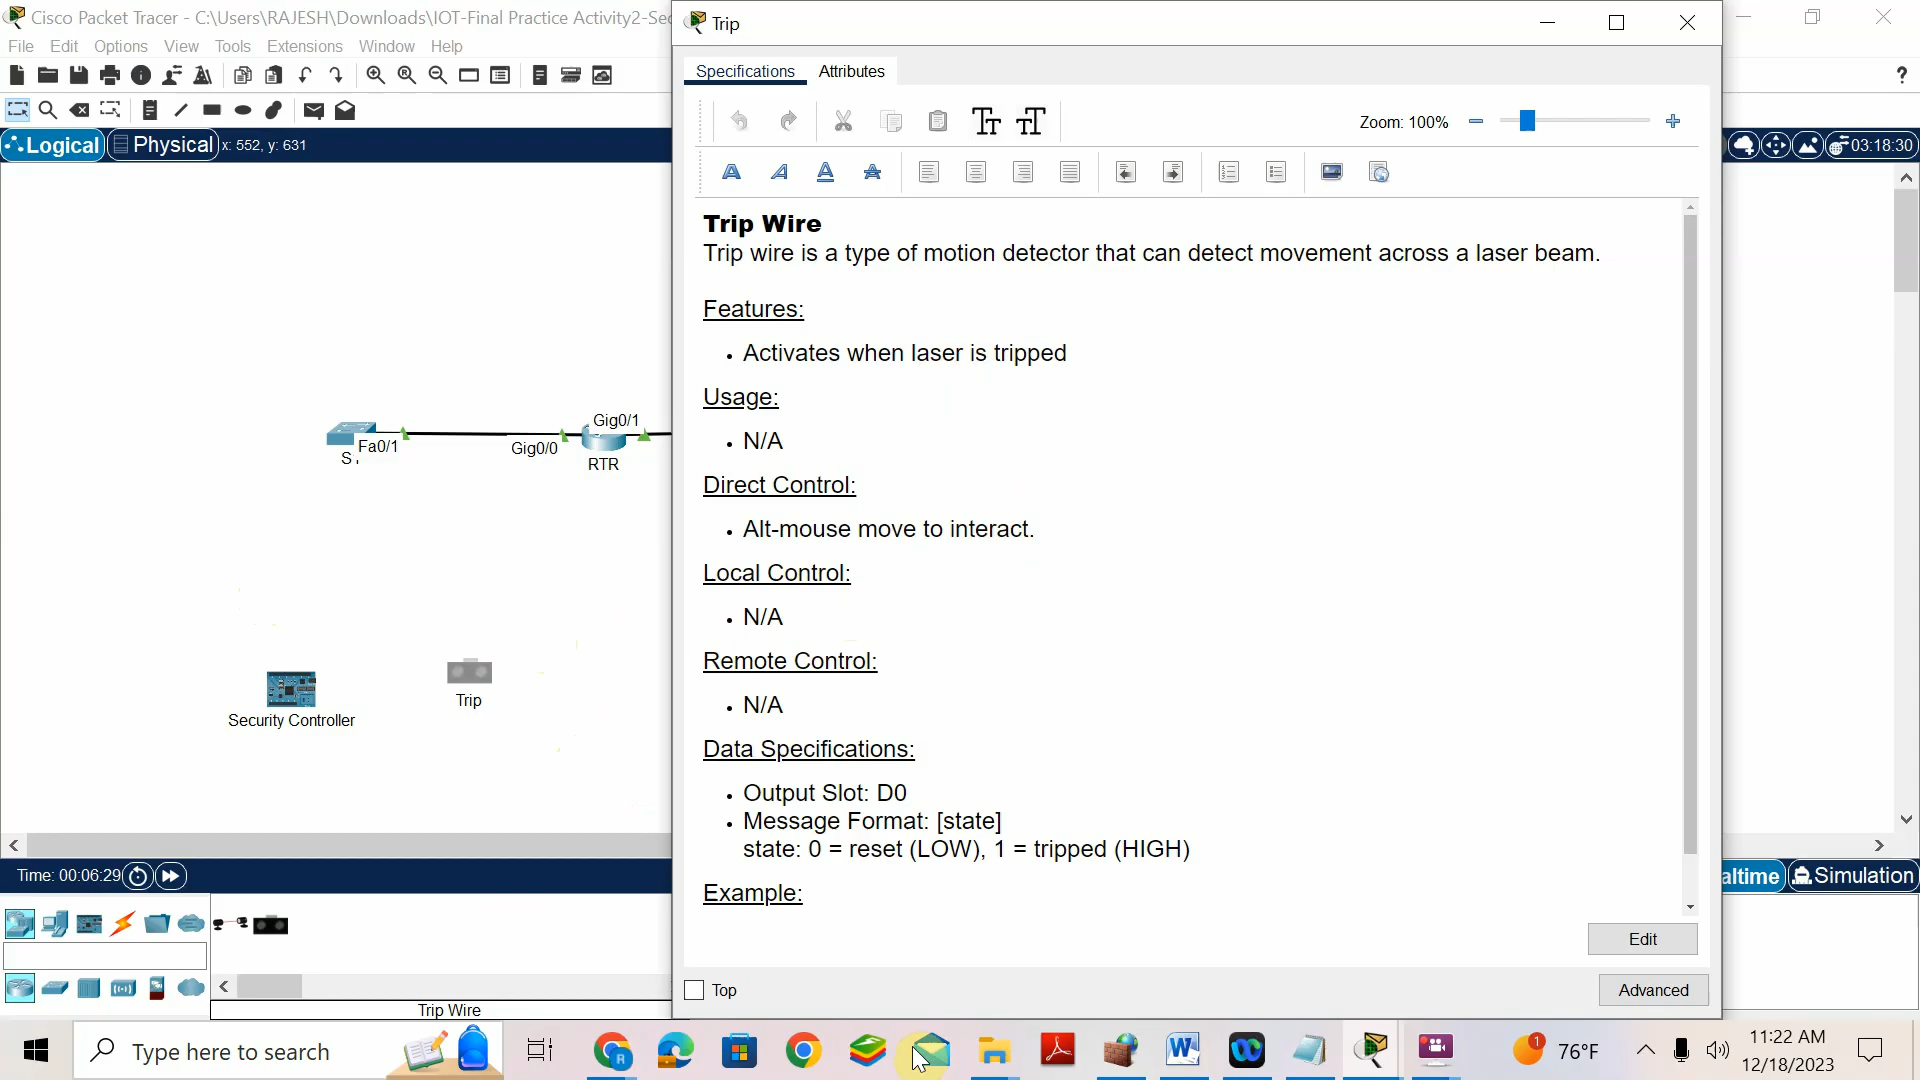 Cisco Packet Tracer - C:\Users\RAJESH\Downloads\IOT-Final Practice Activity2-Sec
File Edit Options View Tools Extensions Window Help
Logical Physical x: 552, y: 631
03:18:30
Trip
Specifications Attributes
Zoom: 100%
Trip Wire
Trip wire is a type of motion detector that can detect movement across a laser beam.
Features:
• Activates when laser is tripped
Usage:
• N/A
Direct Control:
• Alt-mouse move to interact.
Local Control:
• N/A
Remote Control:
• N/A
Data Specifications:
• Output Slot: D0
• Message Format: [state]
state: 0 = reset (LOW), 1 = tripped (HIGH)
Example:
Edit
Top
Advanced
Gig0/1
Fa0/1
Gig0/0
RTR
Trip
Security Controller
Time: 00:06:29
altime Simulation
Trip Wire
Type here to search
1
76°F
11:22 AM
12/18/2023